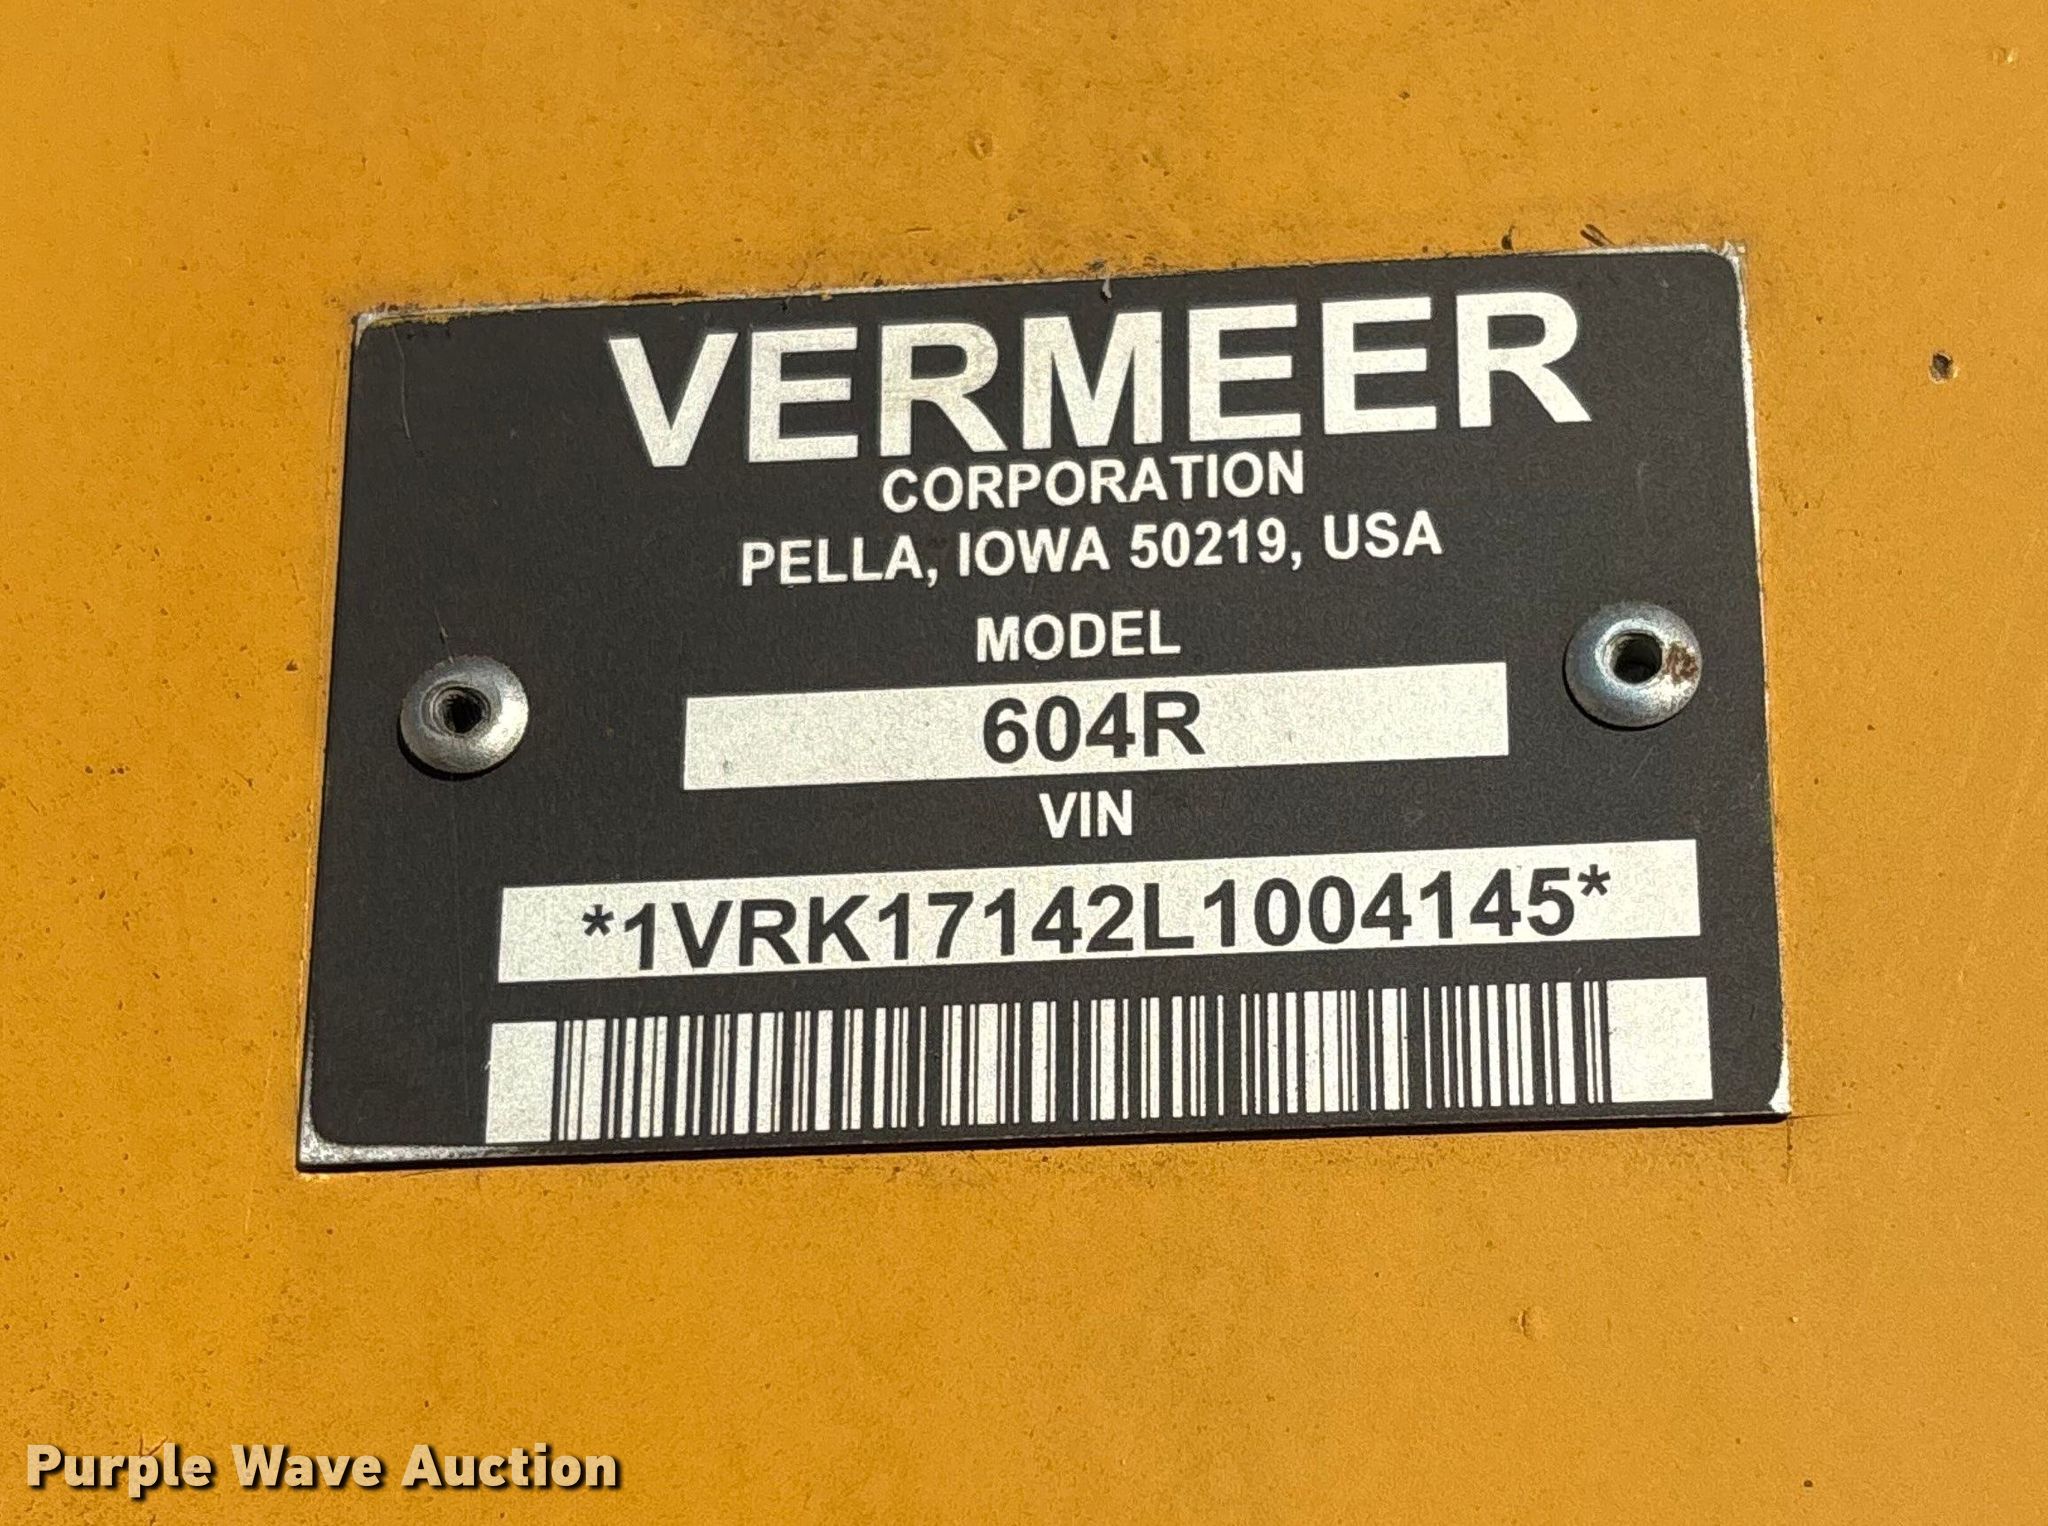 VERMEER
CORPORATION
PELLA, IOWA 50219, USA
MODEL
604R
VIN
*1VRK17142L1004145*
Purple Wave Auction